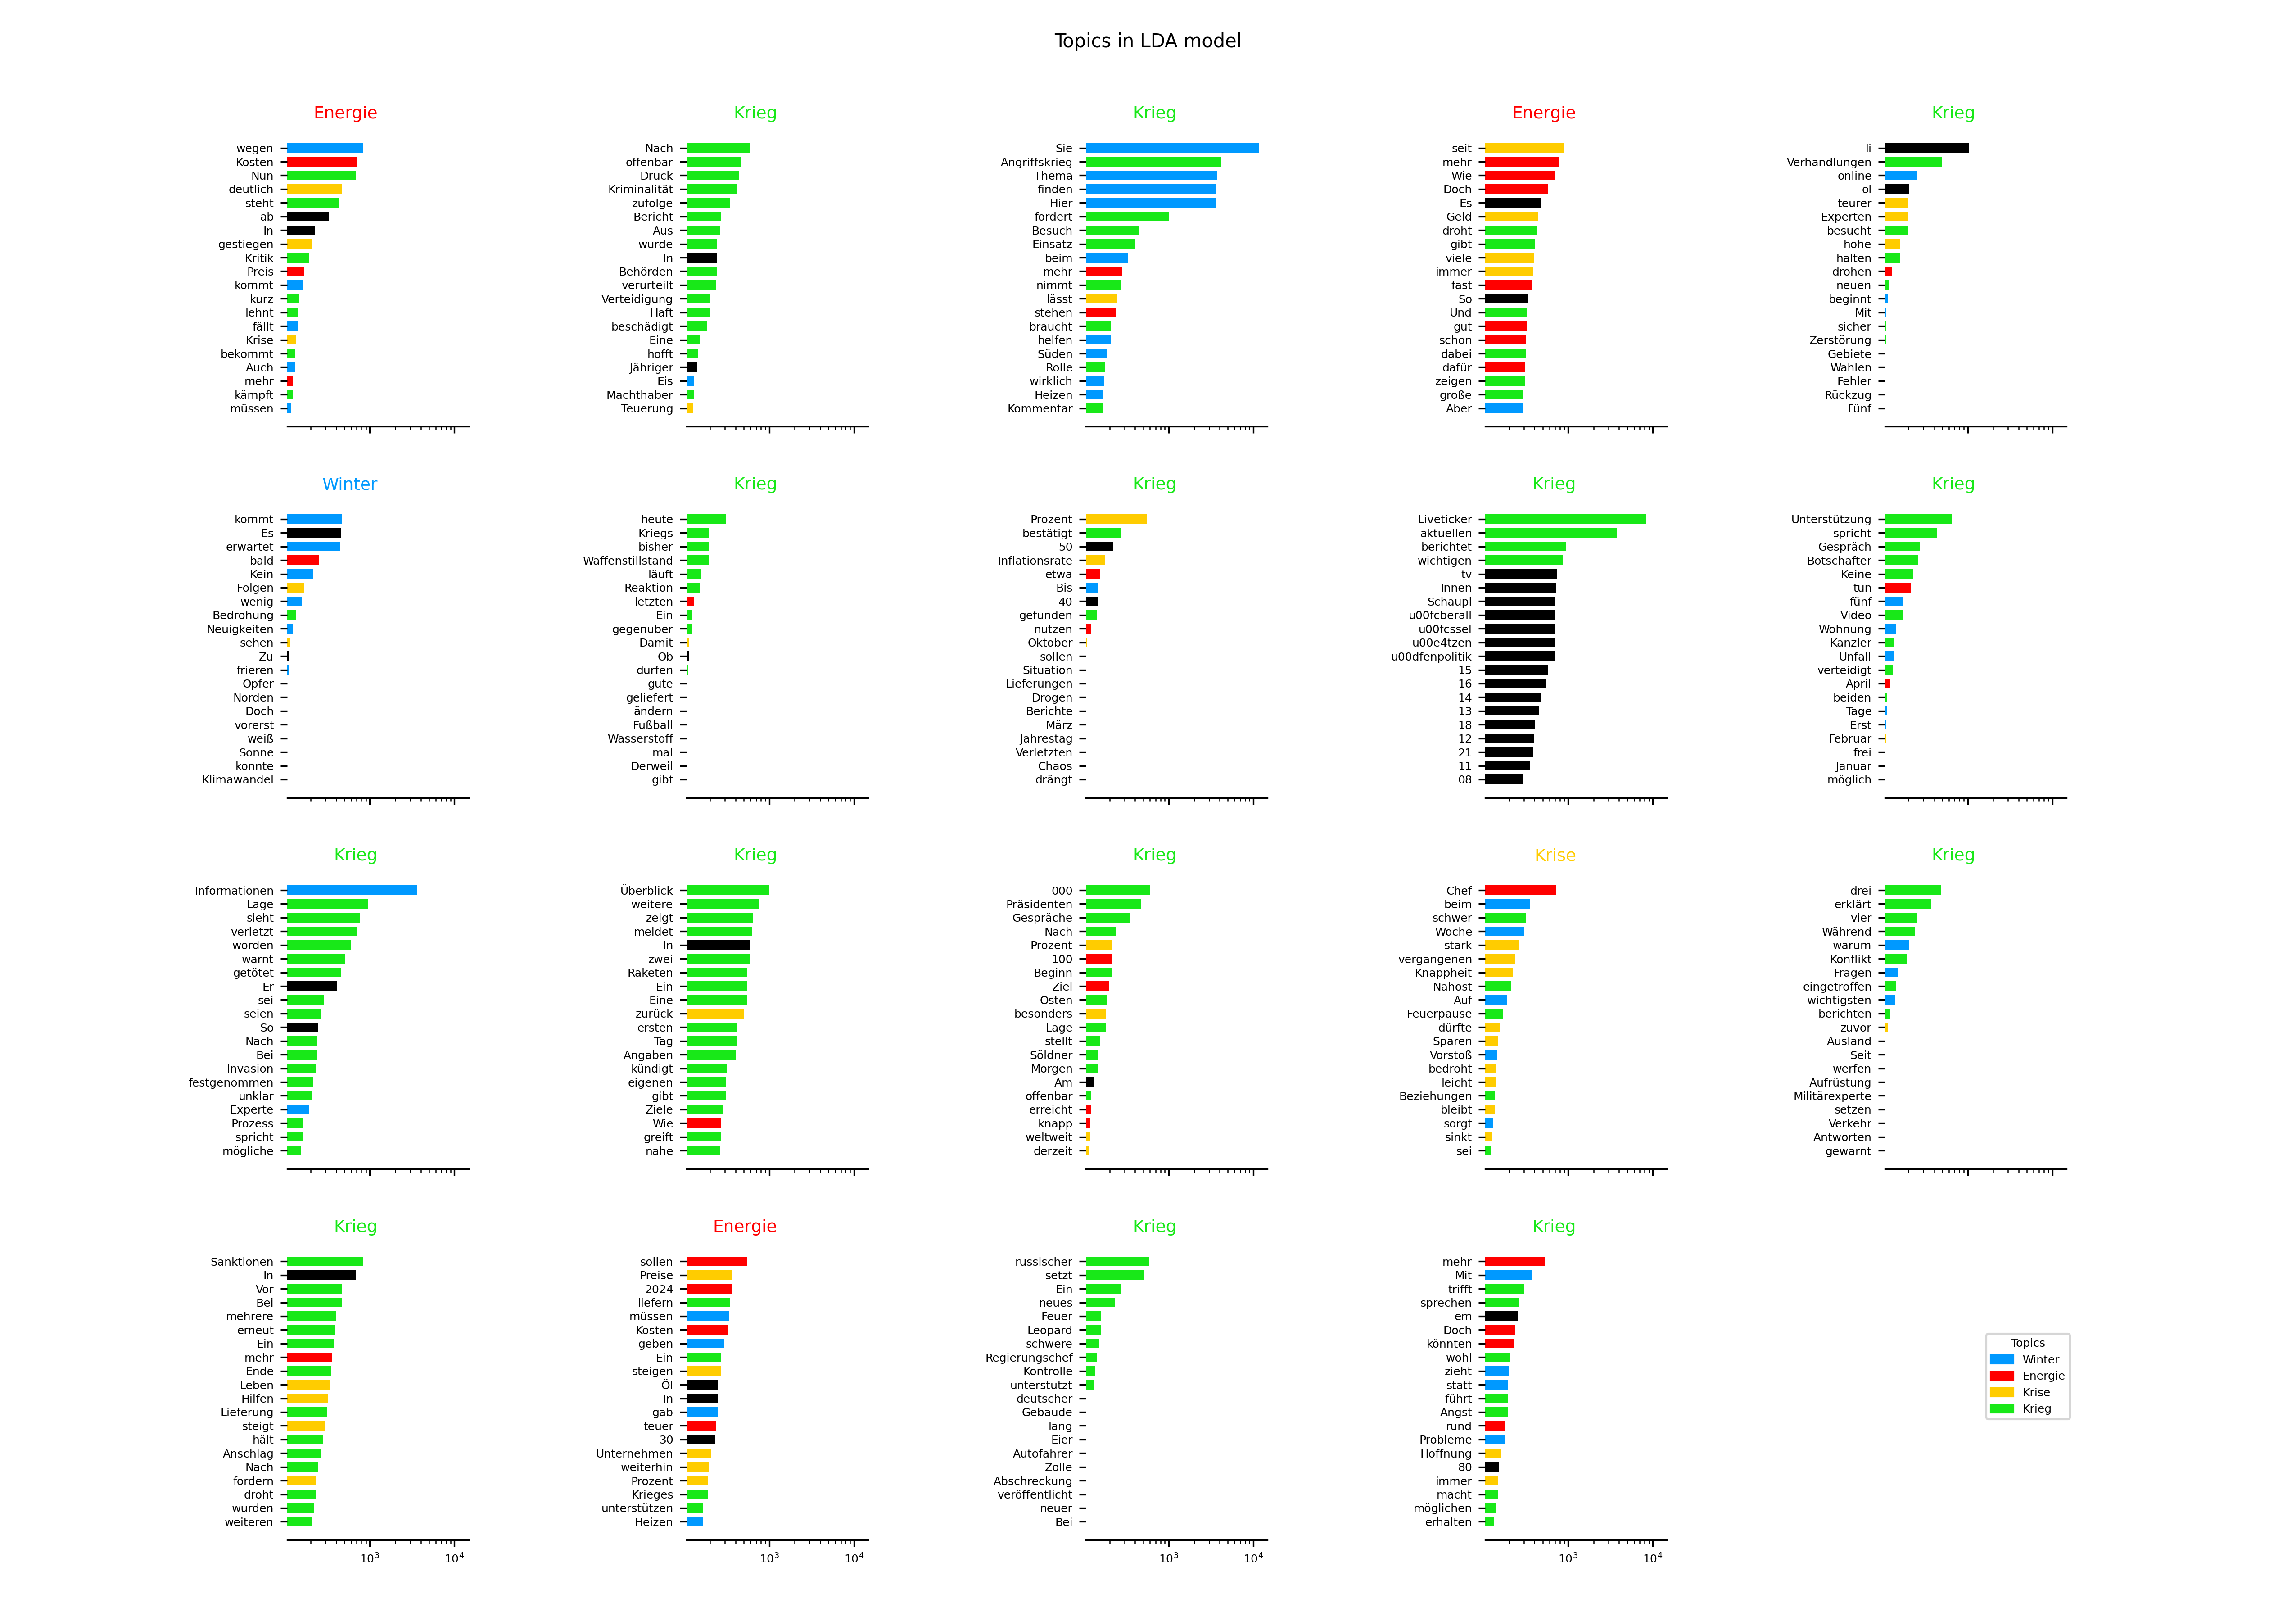 Topics in LDA model
Energie
wegen
Kosten
Nun
deutlich
steht
ab
In
gestiegen
Kritik
Preis
kommt
kurz
lehnt
fällt
Krise
bekommt
Auch
mehr
kämpft
müssen
Krieg
Nach
offenbar
Druck
Kriminalität
zufolge
Bericht
Aus
wurde
In
Behörden
verurteilt
Verteidigung
Haft
beschädigt
Eine
hofft
Jähriger
Eis
Machthaber
Teuerung
Krieg
Sie
Angriffskrieg
Thema
finden
Hier
fordert
Besuch
Einsatz
beim
mehr
nimmt
lässt
stehen
braucht
helfen
Süden
Rolle
wirklich
Heizen
Kommentar
Energie
seit
mehr
Wie
Doch
Es
Geld
droht
gibt
viele
immer
fast
So
Und
gut
schon
dabei
dafür
zeigen
große
Aber
Krieg
li
Verhandlungen
online
ol
teurer
Experten
besucht
hohe
halten
drohen
neuen
beginnt
Mit
sicher
Zerstörung
Gebiete
Wahlen
Fehler
Rückzug
Fünf
Winter
kommt
Es
erwartet
bald
Kein
Folgen
wenig
Bedrohung
Neuigkeiten
sehen
Zu
frieren
Opfer
Norden
Doch
vorerst
weiß
Sonne
konnte
Klimawandel
Krieg
heute
Kriegs
bisher
Waffenstillstand
läuft
Reaktion
letzten
Ein
gegenüber
Damit
Ob
dürfen
gute
geliefert
ändern
Fußball
Wasserstoff
mal
Derweil
gibt
Krieg
Prozent
bestätigt
50
Inflationsrate
etwa
Bis
40
gefunden
nutzen
Oktober
sollen
Situation
Lieferungen
Drogen
Berichte
März
Jahrestag
Verletzten
Chaos
drängt
Krieg
Liveticker
aktuellen
berichtet
wichtigen
tv
Innen
Schaupl
u00fcberall
u00fcssel
u00e4tzen
u00dfenpolitik
15
16
14
13
18
12
21
11
08
Krieg
Unterstützung
spricht
Gespräch
Botschafter
Keine
tun
fünf
Video
Wohnung
Kanzler
Unfall
verteidigt
April
beiden
Tage
Erst
Februar
frei
Januar
möglich
Krieg
Informationen
Lage
sieht
verletzt
worden
warnt
getötet
Er
sei
seien
So
Nach
Bei
Invasion
festgenommen
unklar
Experte
Prozess
spricht
mögliche
Krieg
Überblick
weitere
zeigt
meldet
In
zwei
Raketen
Ein
Eine
zurück
ersten
Tag
Angaben
kündigt
eigenen
gibt
Ziele
Wie
greift
nahe
Krieg
000
Präsidenten
Gespräche
Nach
Prozent
100
Beginn
Ziel
Osten
besonders
Lage
stellt
Söldner
Morgen
Am
offenbar
erreicht
knapp
weltweit
derzeit
Krise
Chef
beim
schwer
Woche
stark
vergangenen
Knappheit
Nahost
Auf
Feuerpause
dürfte
Sparen
Vorstoß
bedroht
leicht
Beziehungen
bleibt
sorgt
sinkt
sei
Krieg
drei
erklärt
vier
Während
warum
Konflikt
Fragen
eingetroffen
wichtigsten
berichten
zuvor
Ausland
Seit
werfen
Aufrüstung
Militärexperte
setzen
Verkehr
Antworten
gewarnt
Krieg
Sanktionen
In
Vor
Bei
mehrere
erneut
Ein
mehr
Ende
Leben
Hilfen
Lieferung
steigt
hält
Anschlag
Nach
fordern
droht
wurden
weiteren
10³ 10⁴
Energie
sollen
Preise
2024
liefern
müssen
Kosten
geben
Ein
steigen
Öl
In
gab
teuer
30
Unternehmen
weiterhin
Prozent
Krieges
unterstützen
Heizen
10³ 10⁴
Krieg
russischer
setzt
Ein
neues
Feuer
Leopard
schwere
Regierungschef
Kontrolle
unterstützt
deutscher
Gebäude
lang
Eier
Autofahrer
Zölle
Abschreckung
veröffentlicht
neuer
Bei
10³ 10⁴
Krieg
mehr
Mit
trifft
sprechen
em
Doch
könnten
wohl
zieht
statt
führt
Angst
rund
Probleme
Hoffnung
80
immer
macht
möglichen
erhalten
10³ 10⁴
Topics
Winter
Energie
Krise
Krieg